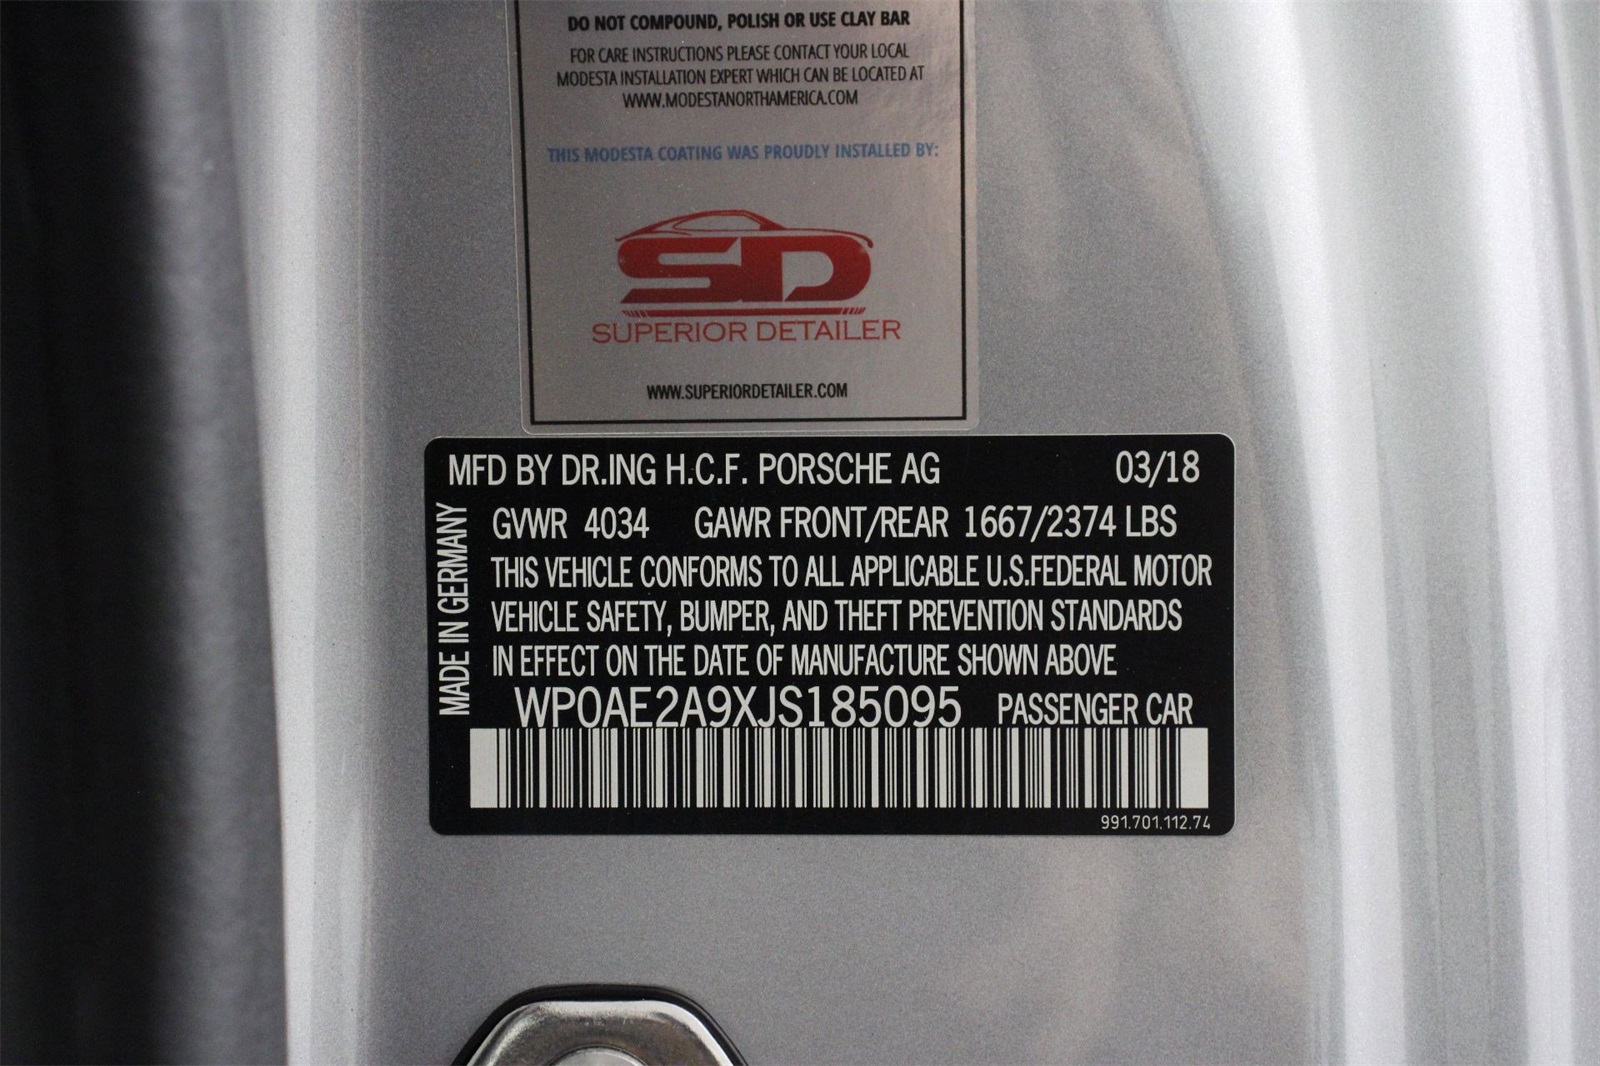 DO NOT COMPOUND, POLISH OR USE CLAY BAR
FOR CARE INSTRUCTIONS PLEASE CONTACT YOUR LOCAL
MODESTA INSTALLATION EXPERT WHICH CAN BE LOCATED AT
WWW.MODESTANORTHAMERICA.COM
THIS MODESTA COATING WAS PROUDLY INSTALLED BY:
SD
SUPERIOR DETAILER
WWW.SUPERIORDETAILER.COM
MFD BY DR.ING H.C.F. PORSCHE AG 03/18
MADE IN GERMANY
GVWR 4034 GAWR FRONT/REAR 1667/2374 LBS
THIS VEHICLE CONFORMS TO ALL APPLICABLE U.S.FEDERAL MOTOR
VEHICLE SAFETY, BUMPER, AND THEFT PREVENTION STANDARDS
IN EFFECT ON THE DATE OF MANUFACTURE SHOWN ABOVE
WP0AE2A9XJS185095 PASSENGER CAR
991.701.112.74